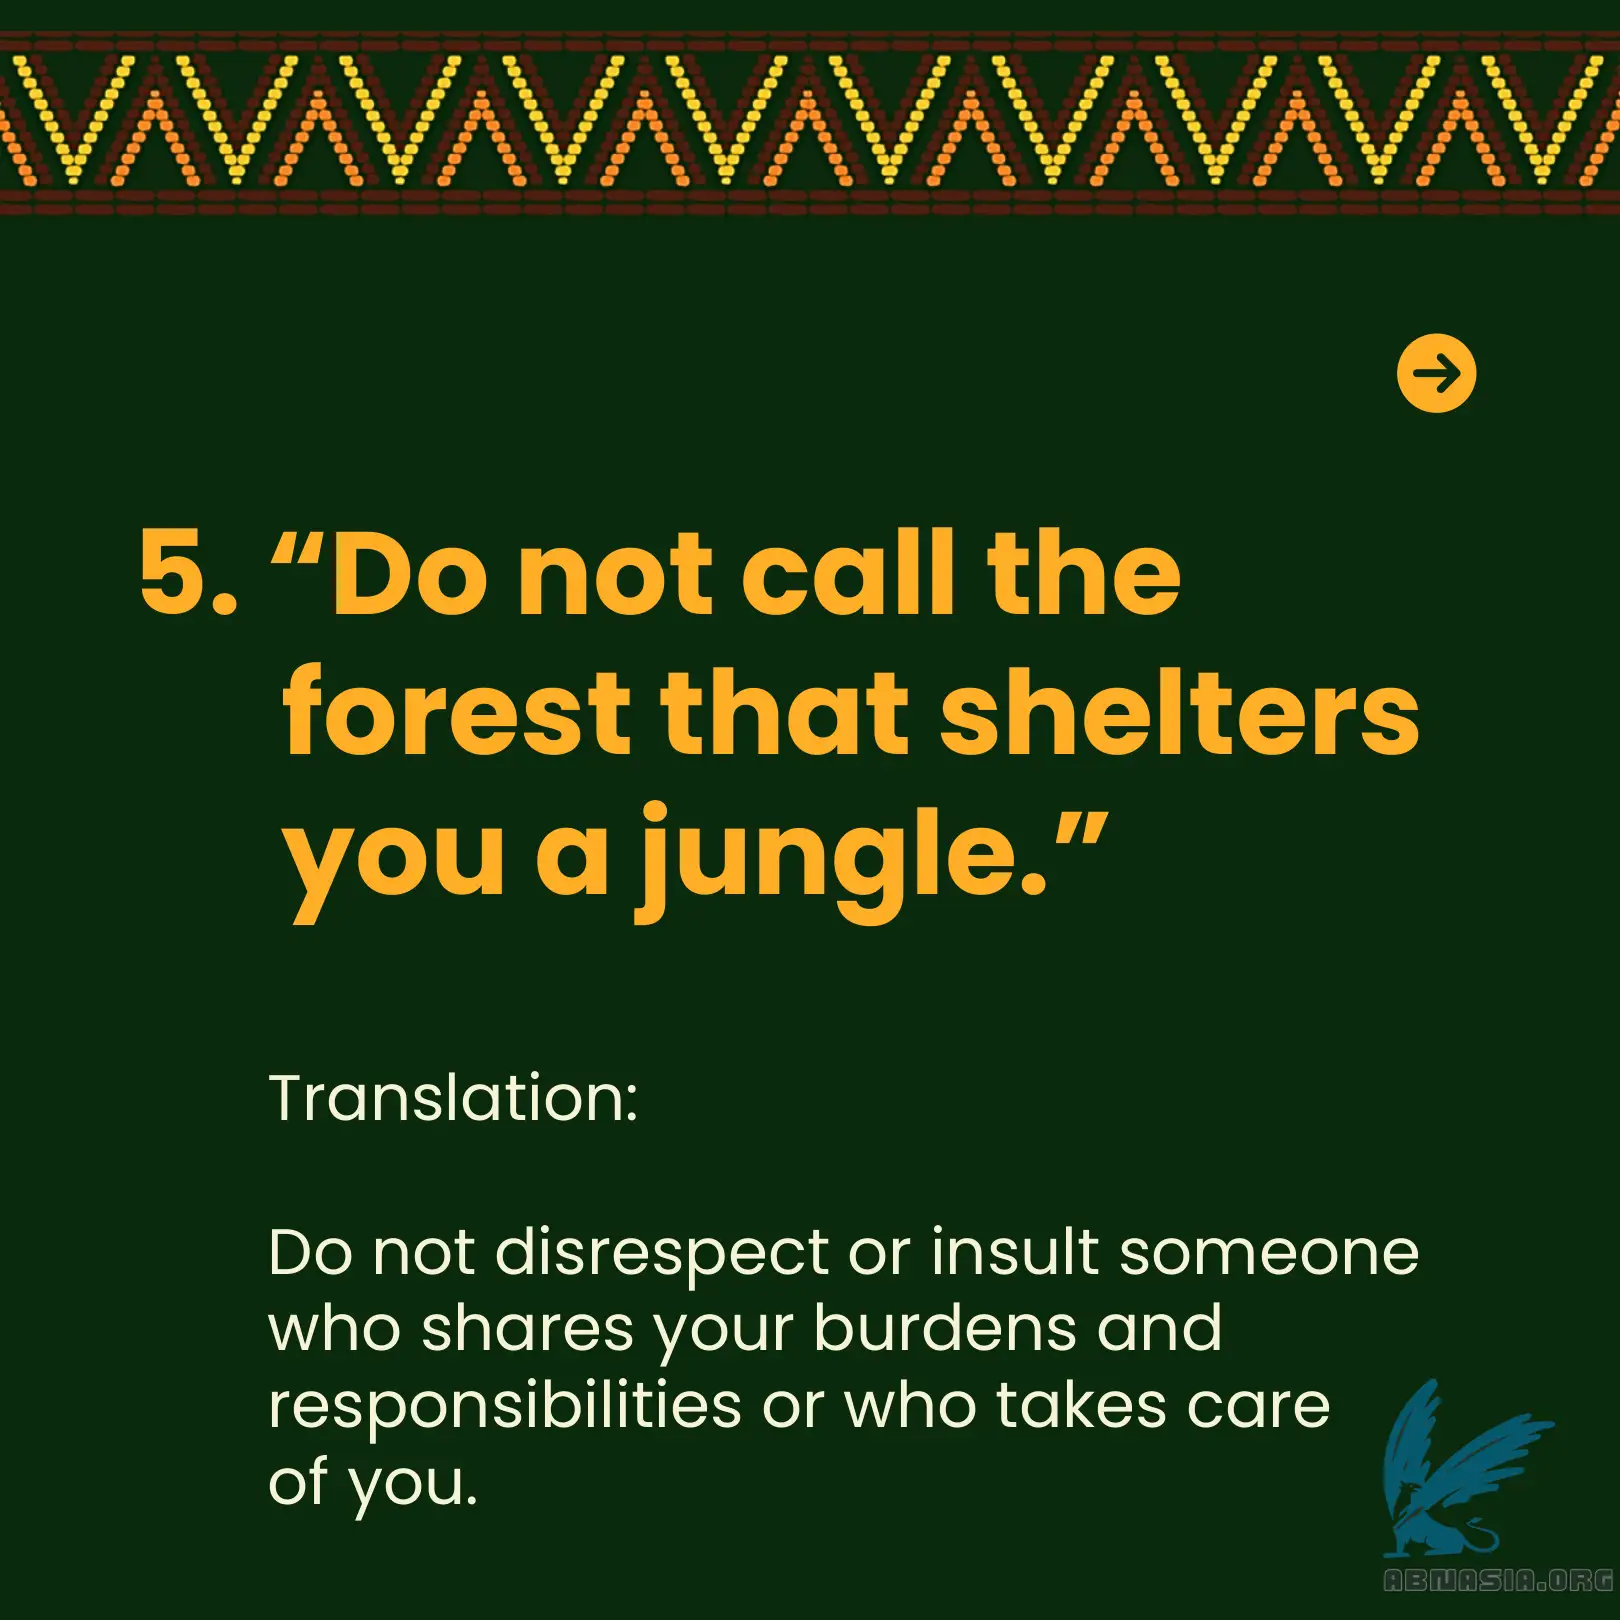 5. “Do not call the
forest that shelters
you a jungle.”
Translation:
Do not disrespect or insult someone
who shares your burdens and
responsibilities or who takes care
of you.
ABNASIA.ORG